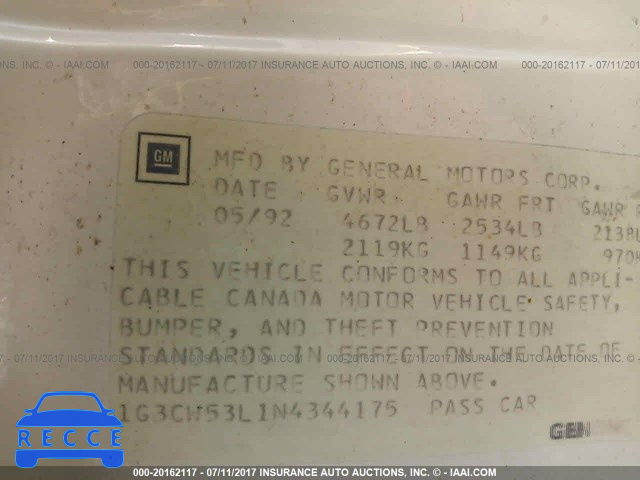 000-20162117 - 07/11/2017 INSURANCE AUTO AUCTIONS, INC. - © IAAI.COM
GM
MFD BY GENERAL MOTORS CORP.
DATE GVWR GAWR FRT GAWR
05/92 4672LB 2534LB 2138L
2119KG 1149KG 970K
THIS VEHICLE CONFORMS TO ALL APPLI-
CABLE CANADA MOTOR VEHICLE SAFETY,
BUMPER, AND THEFT PREVENTION
STANDARDS IN EFFECT ON THE DATE OF
MANUFACTURE SHOWN ABOVE.
1G3CW53L1N4344175 PASS CAR
RECCE
000-20162117 - 07/11/2017 INSURANCE AUTO AUCTIONS, INC. - © IAAI.COM